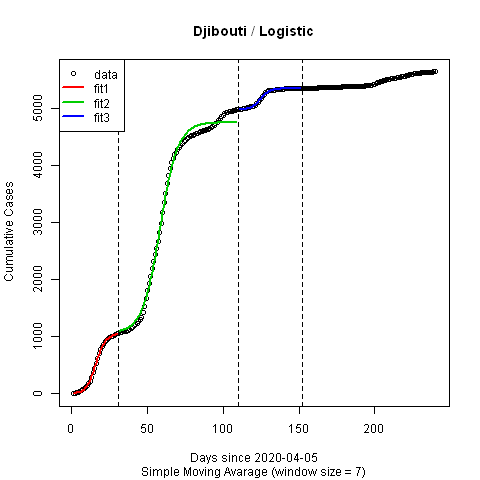 Djibouti / Logistic
data
fit1
fit2
fit3
Cumulative Cases
0
1000
2000
3000
4000
5000
0
50
100
150
200
Days since 2020-04-05
Simple Moving Avarage (window size = 7)